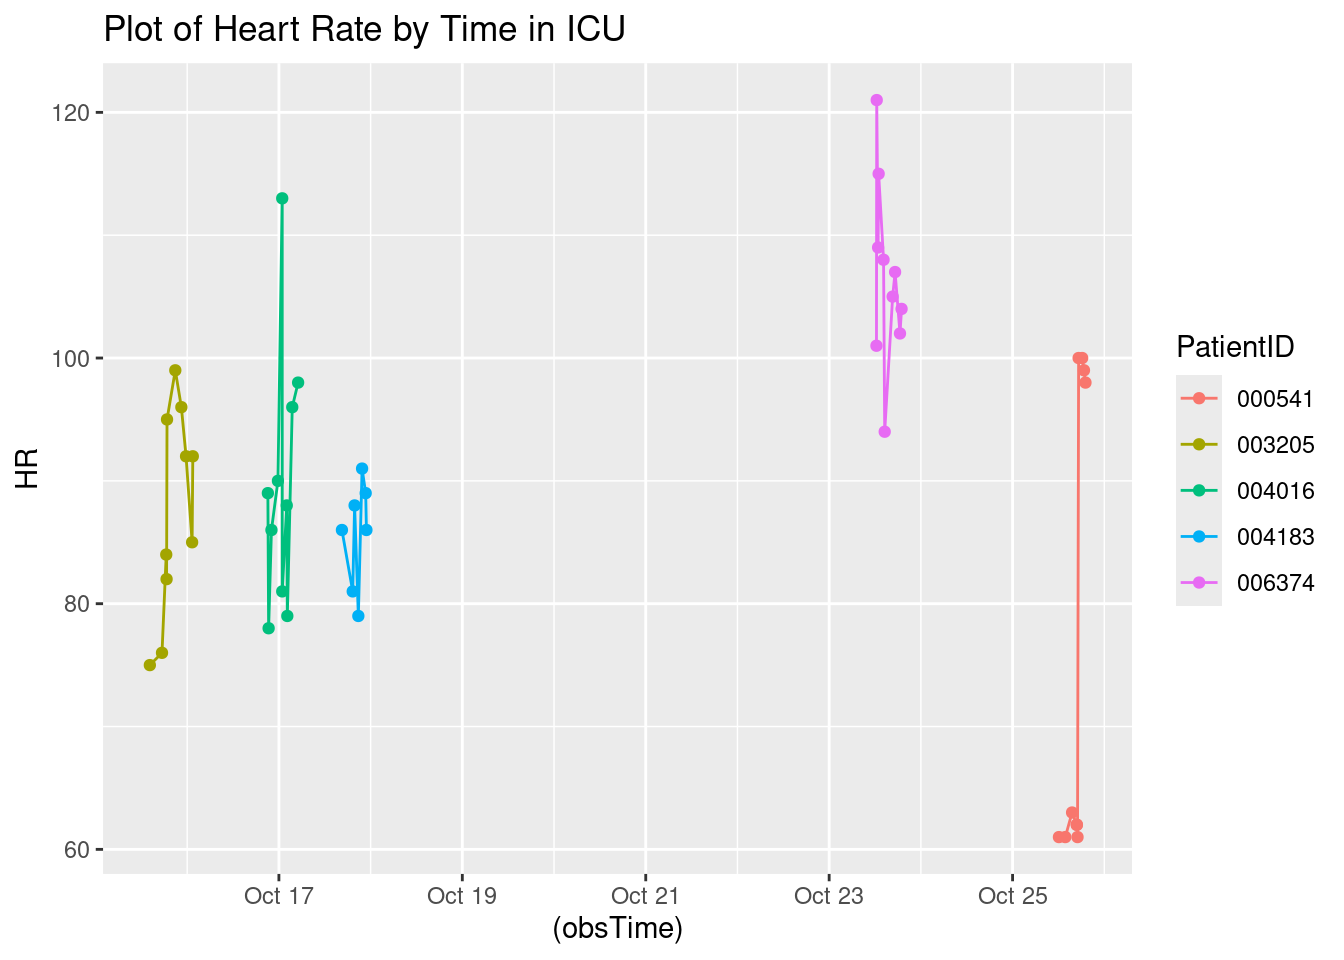 Plot of Heart Rate by Time in ICU
120
100
80
60
HR
Oct 17
Oct 19
Oct 21
Oct 23
Oct 25
(obsTime)
PatientID
000541
003205
004016
004183
006374